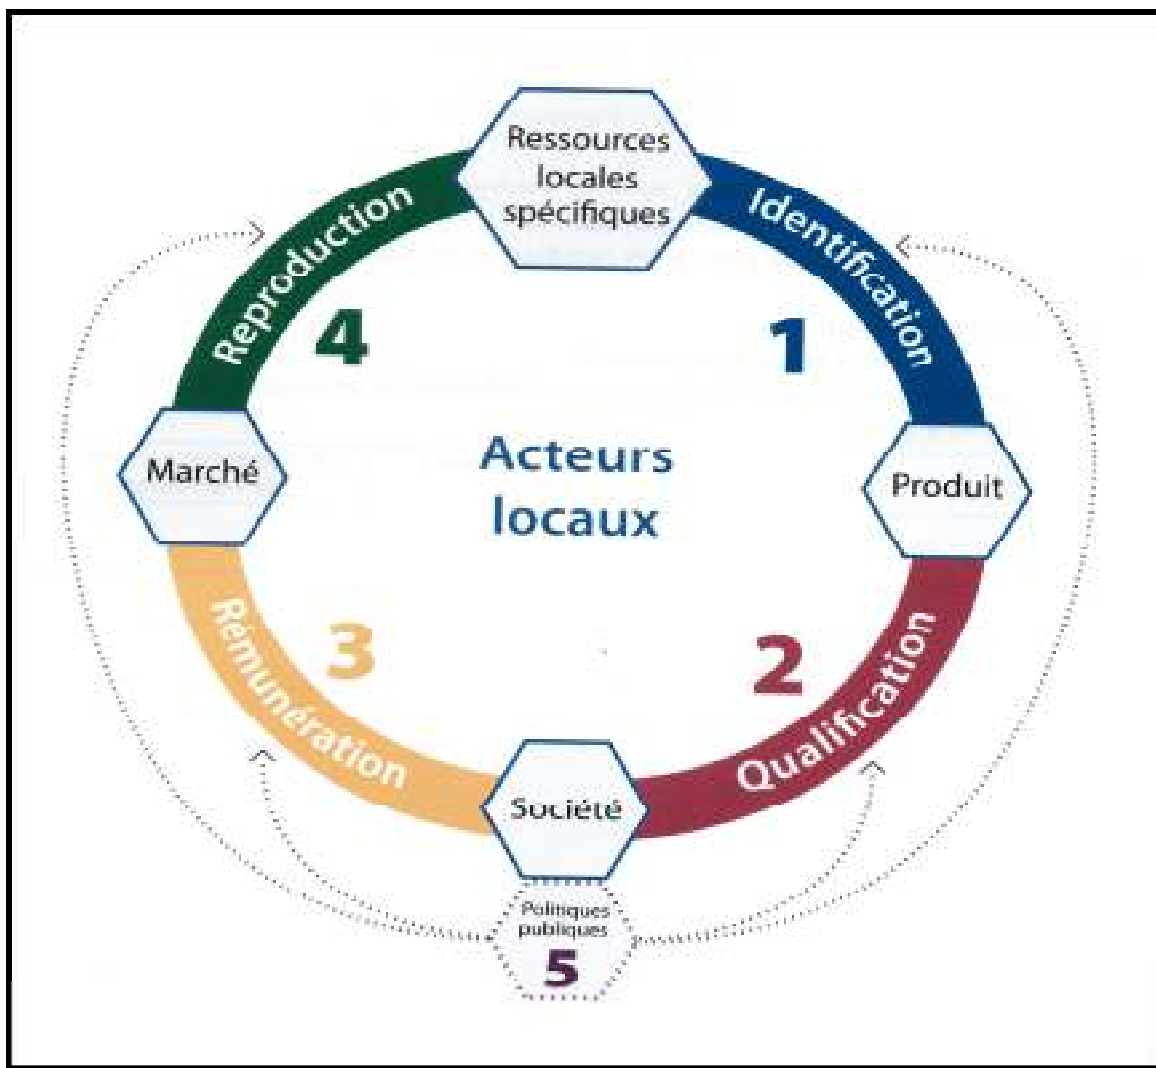 Ressources
locales
spécifiques
Identification
1
Produit
Qualification
2
Société
Rémunération
3
Marché
Reproduction
4
Acteurs
locaux
Politiques
publiques
5